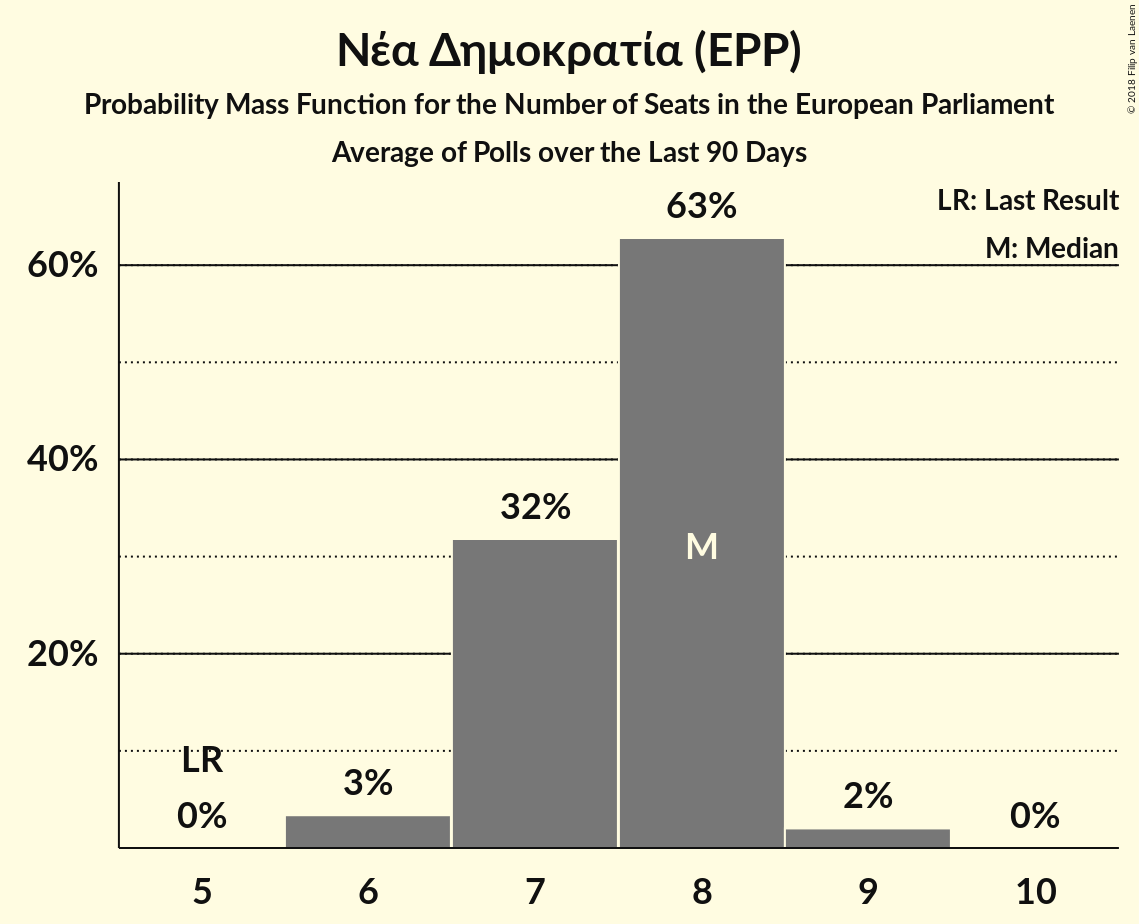 Νέα Δημοκρατία (EPP)
Probability Mass Function for the Number of Seats in the European Parliament
Average of Polls over the Last 90 Days
© 2018 Filip van Laenen
LR: Last Result
M: Median
63%
60%
40%
32%
M
20%
LR
3%
2%
0%
0%
5 6 7 8 9 10